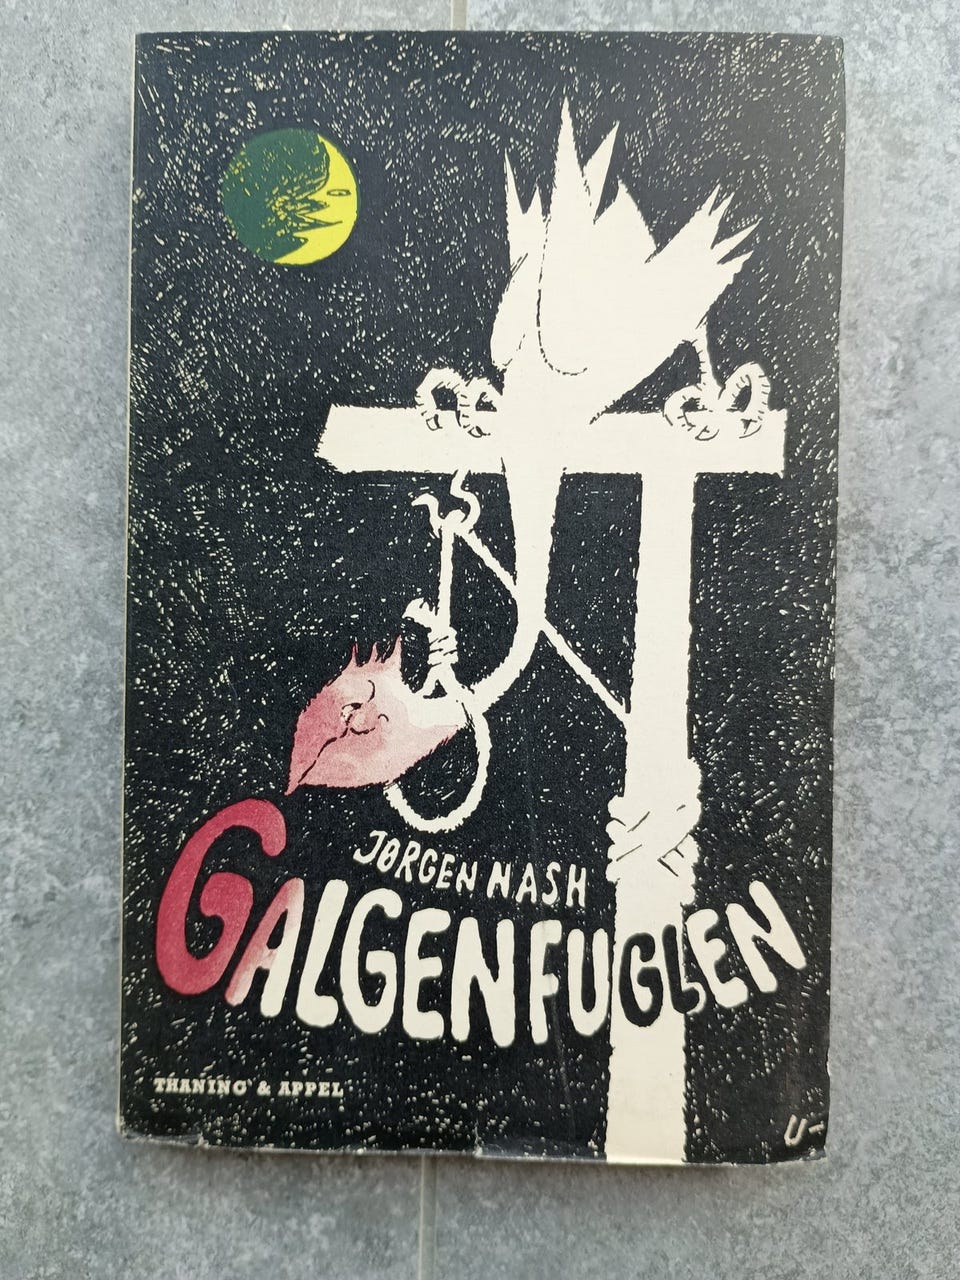 JØRGEN NASH
GALGENFUGLEN
THANING & APPEL
U-